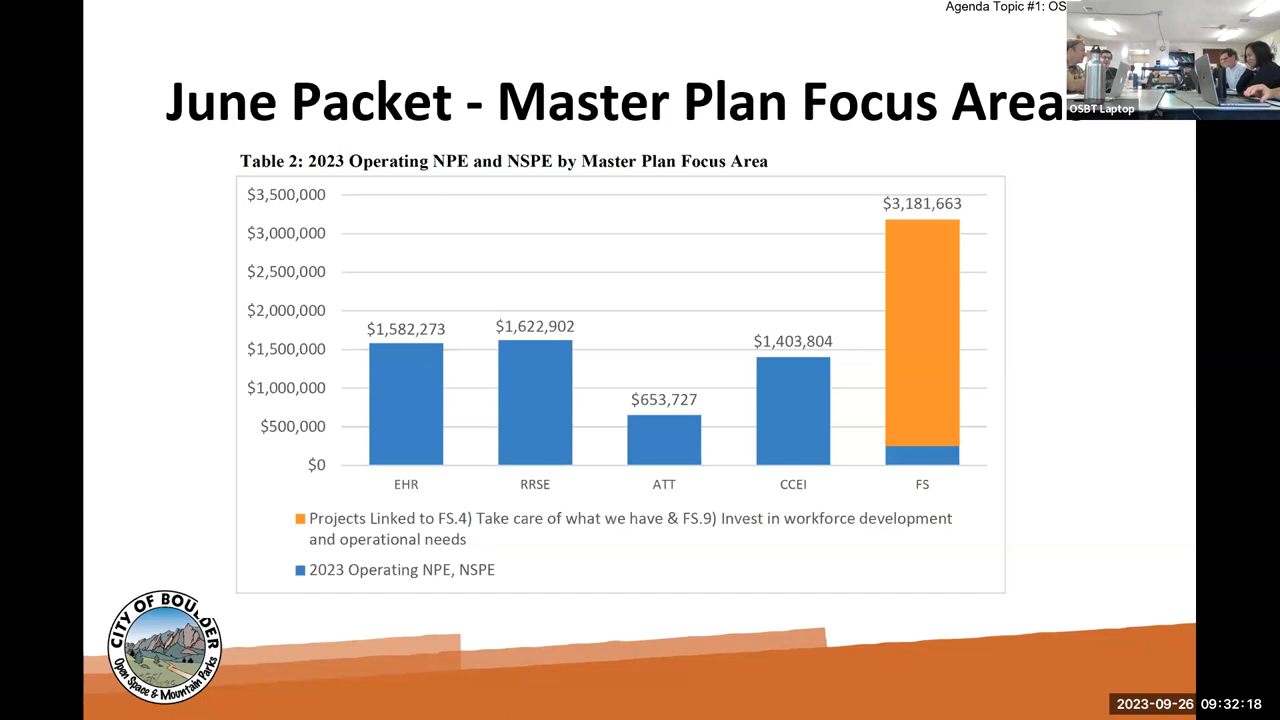 Agenda Topic #1: OS
June Packet - Master Plan Focus Areas
OSBT Laptop
Table 2: 2023 Operating NPE and NSPE by Master Plan Focus Area
$3,500,000
$3,000,000
$2,500,000
$2,000,000
$1,500,000
$1,000,000
$500,000
$0
$1,582,273
$1,622,902
$653,727
$1,403,804
$3,181,663
EHR
RRSE
ATT
CCEI
FS
Projects Linked to FS.4) Take care of what we have & FS.9) Invest in workforce development
and operational needs
2023 Operating NPE, NSPE
CITY OF BOULDER
Open Space & Mountain Parks
2023-09-26 09:32:18